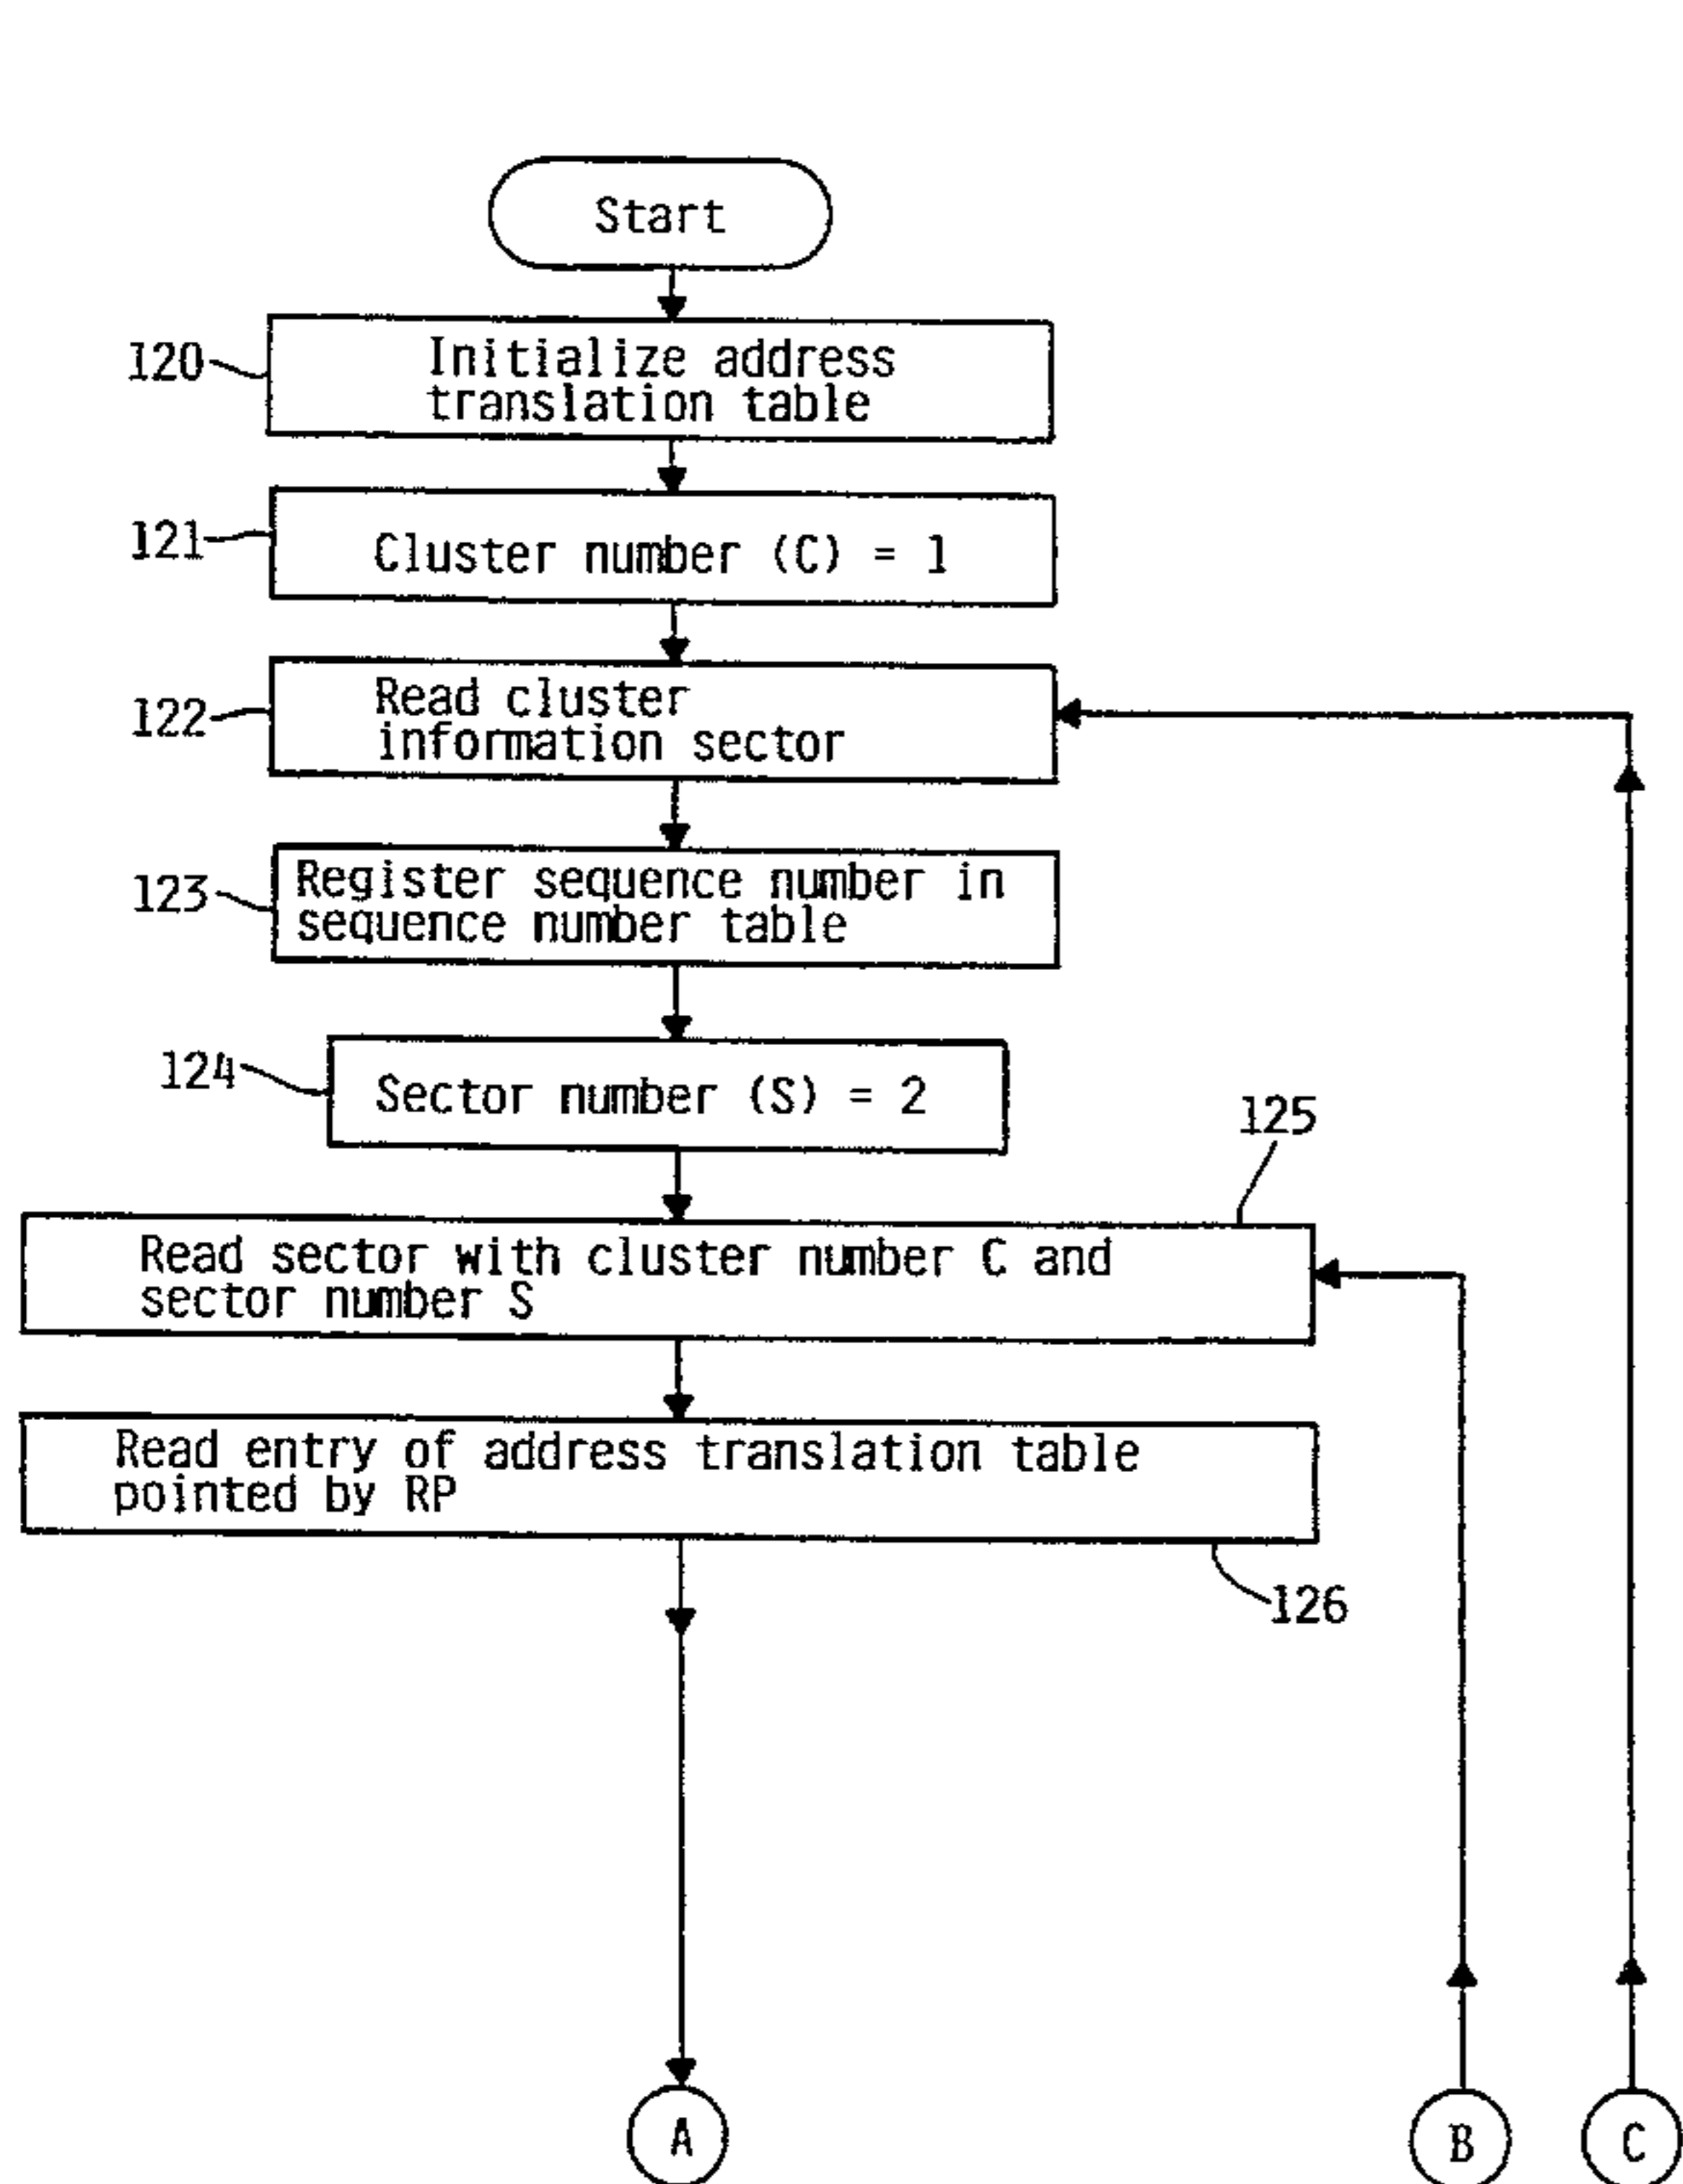 Start
120
Initialize address
translation table
121
Cluster number (C) = 1
122
Read cluster
information sector
123
Register sequence number in
sequence number table
124
Sector number (S) = 2
125
Read sector with cluster number C and
sector number S
Read entry of address translation table
pointed by RP
126
A
B
C